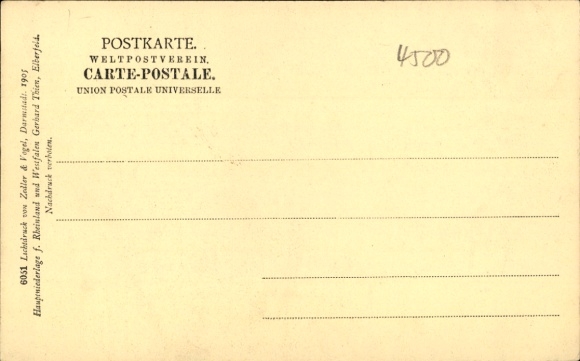 POSTKARTE.
WELTPOSTVEREIN.
CARTE-POSTALE.
UNION POSTALE UNIVERSELLE
4500
6051 Lichtdruck von Zedler & Vogel, Darmstadt. 1905
Hauptniederlage f. Rheinland und Westfalen Gerhard Thien, Elberfeld.
Nachdruck verboten.